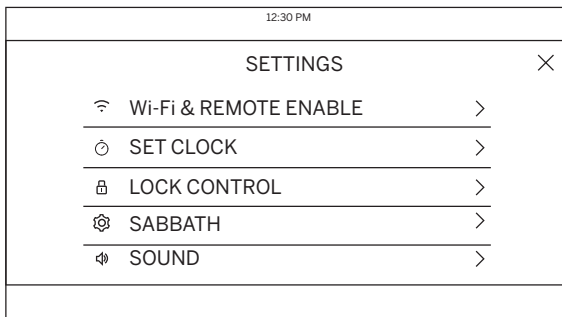 12:30 PM
SETTINGS
Wi-Fi & REMOTE ENABLE
SET CLOCK
LOCK CONTROL
SABBATH
SOUND